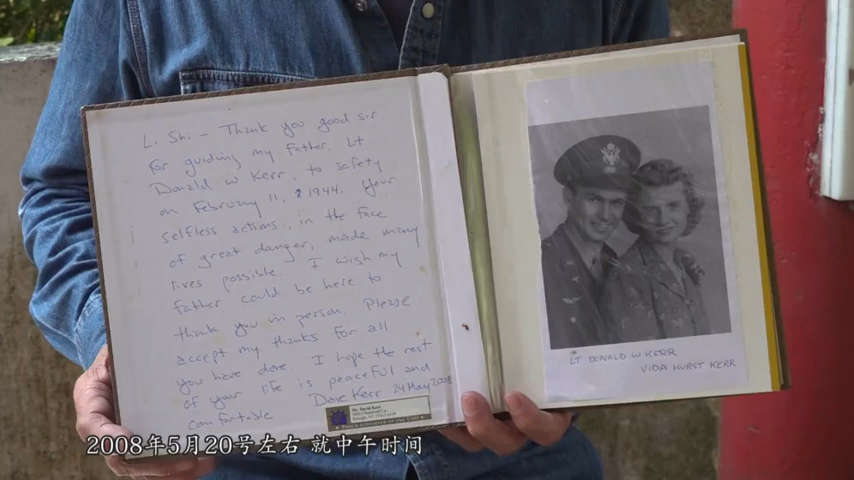 Li Shi - Thank you good sir
for guiding my father, Lt
Donald W Kerr, to safety
on February 11, 1944. Your
selfless actions, in the face
of great danger, made many
lives possible. I wish my
father could be here to
thank you in person. Please
accept my thanks for all
you have done I hope the rest
of your life is peaceful and
comfortable
Dave Kerr 24 May 2008
Mr. David Kerr
LT DONALD W KERR
VIDA HURST KERR
2008年5月20号左右 就中午时间